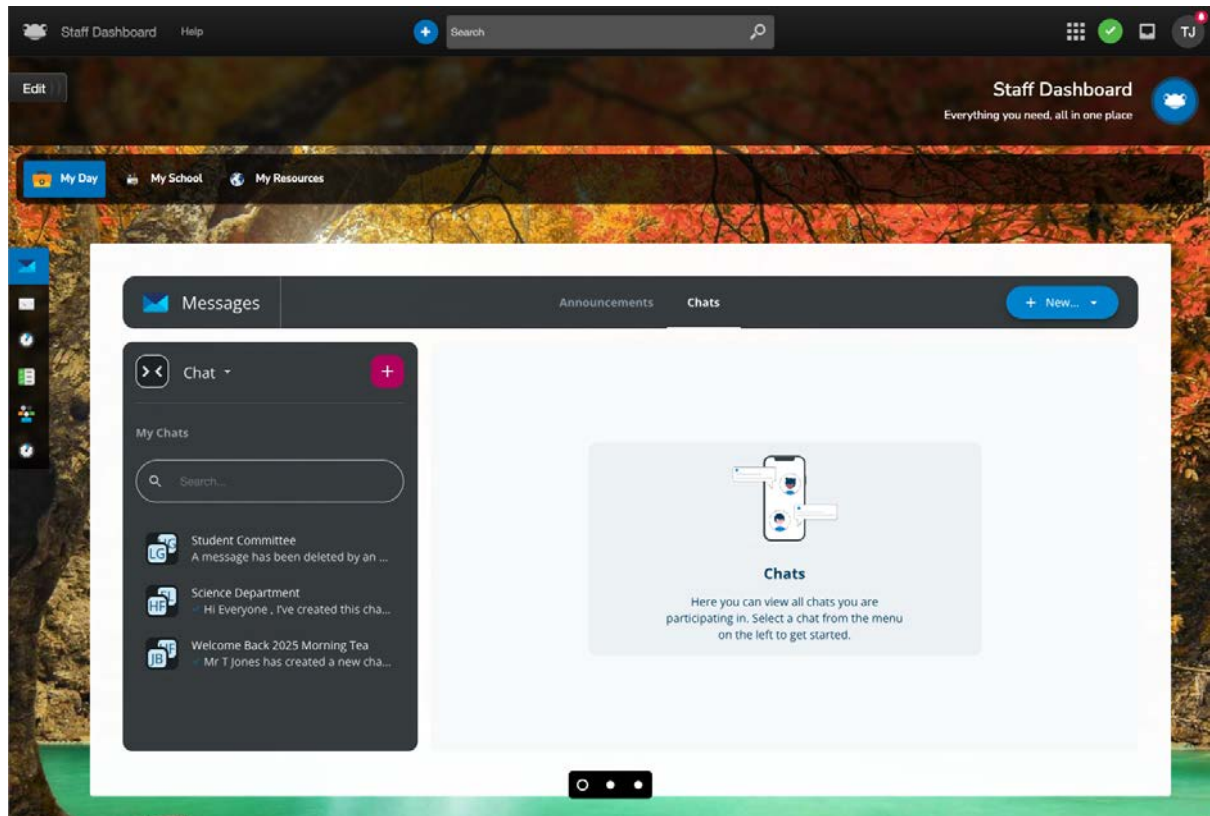 Staff Dashboard Help Search TJ
Edit
Staff Dashboard
Everything you need, all in one place
My Day My School My Resources
Messages Announcements Chats + New...
Chat +
My Chats
Search...
Student Committee
A message has been deleted by an ...
Science Department
Hi Everyone , I've created this cha...
Welcome Back 2025 Morning Tea
Mr T Jones has created a new cha...
LG
HF
JB
Chats
Here you can view all chats you are
participating in. Select a chat from the menu
on the left to get started.